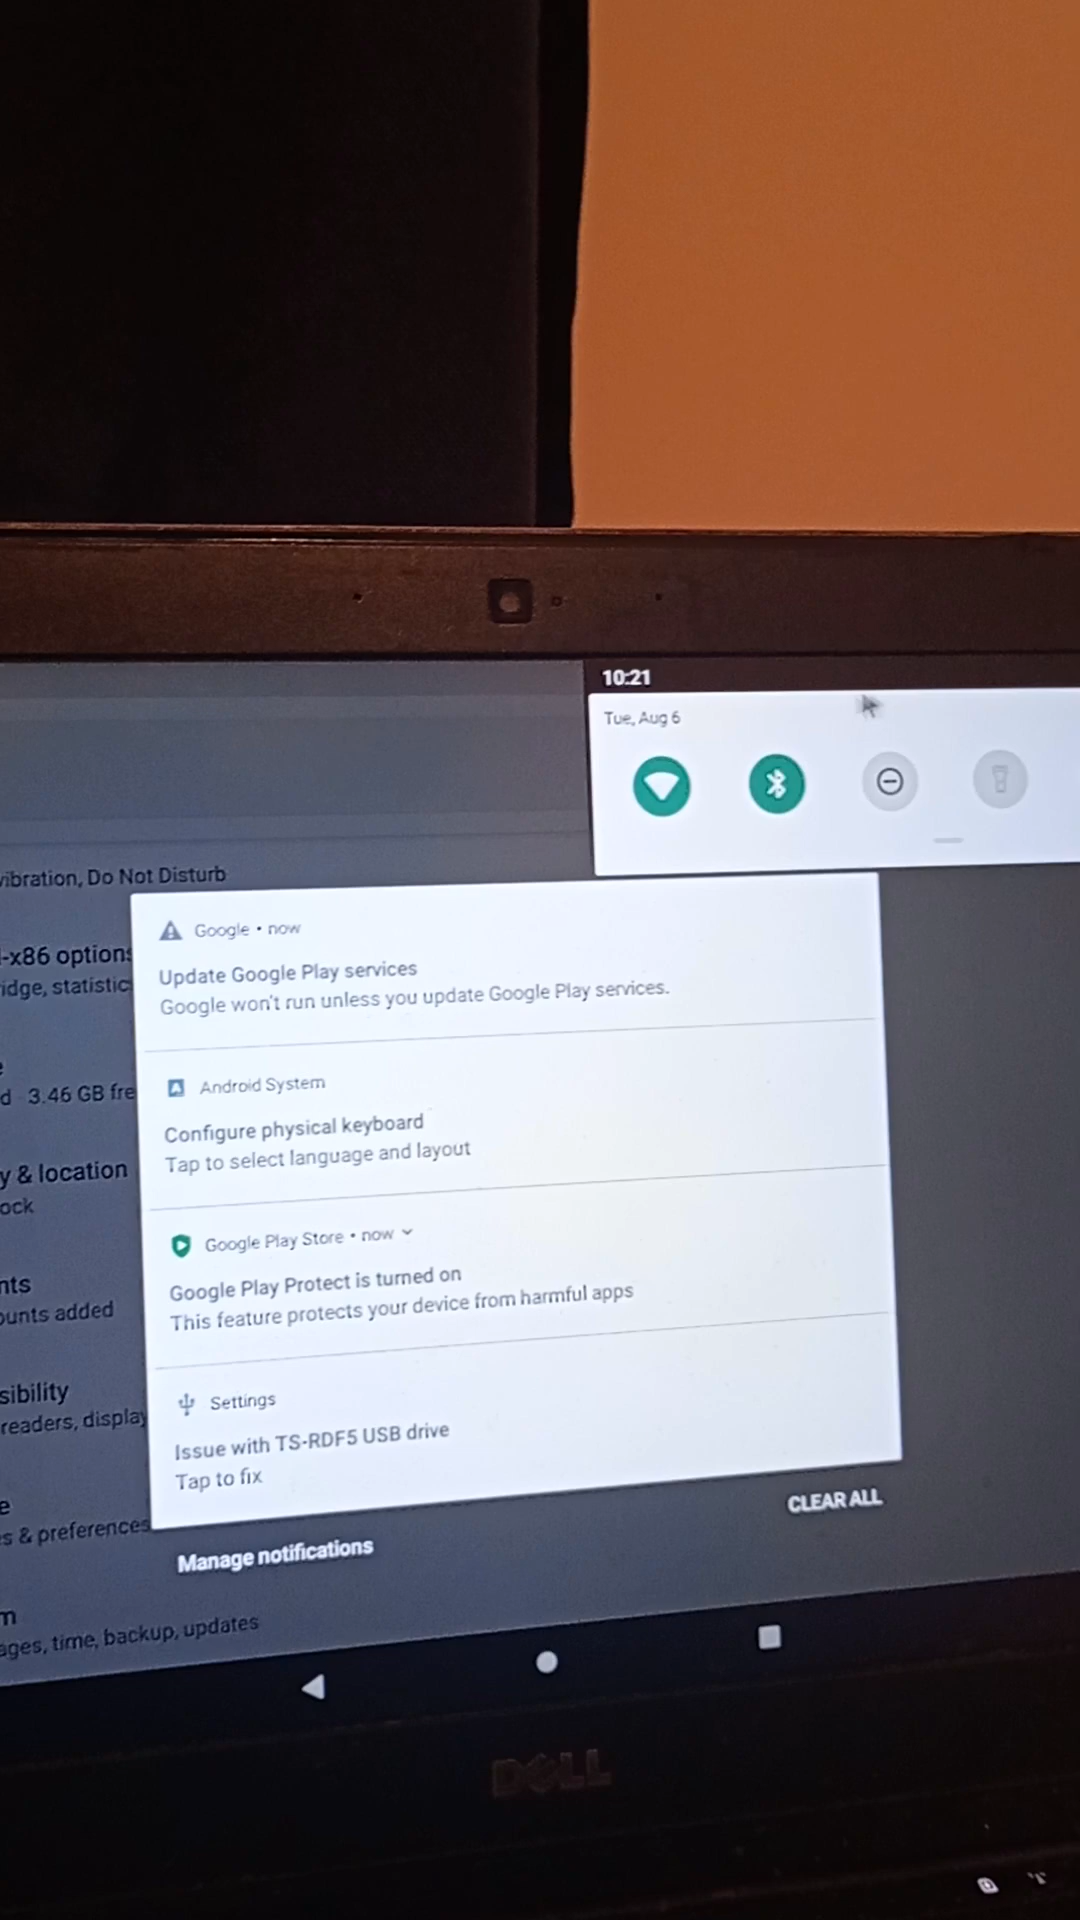 10:21
Tue, Aug 6
vibration, Do Not Disturb
Google • now
Update Google Play services
Google won't run unless you update Google Play services.
-x86 options
idge, statistic
Android System
Configure physical keyboard
Tap to select language and layout
d · 3.46 GB fre
y & location
ock
Google Play Store • now
Google Play Protect is turned on
This feature protects your device from harmful apps
nts
ounts added
Settings
Issue with TS-RDF5 USB drive
Tap to fix
sibility
readers, display
e
s & preferences
CLEAR ALL
Manage notifications
m
ages, time, backup, updates
DELL